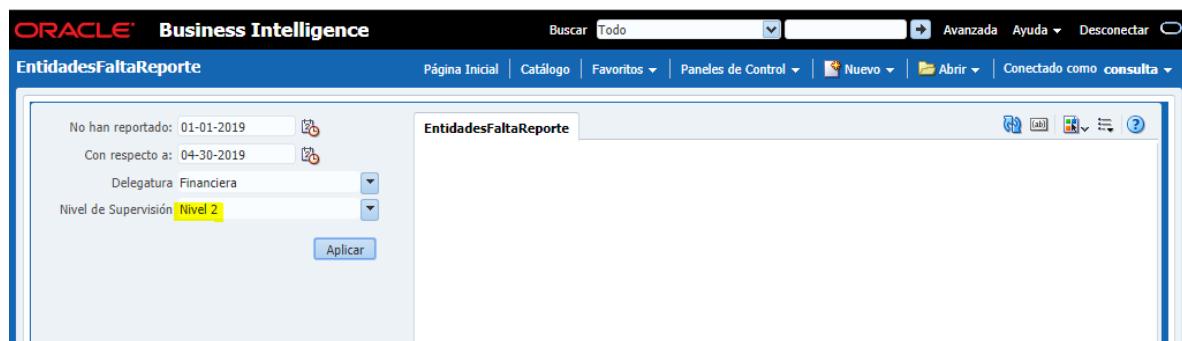 ORACLE® Business Intelligence Buscar Todo Avanzada Ayuda Desconectar
EntidadesFaltaReporte Página Inicial Catálogo Favoritos Paneles de Control Nuevo Abrir Conectado como consulta
No han reportado: 01-01-2019
Con respecto a: 04-30-2019
Delegatura Financiera
Nivel de Supervisión Nivel 2
Aplicar
EntidadesFaltaReporte